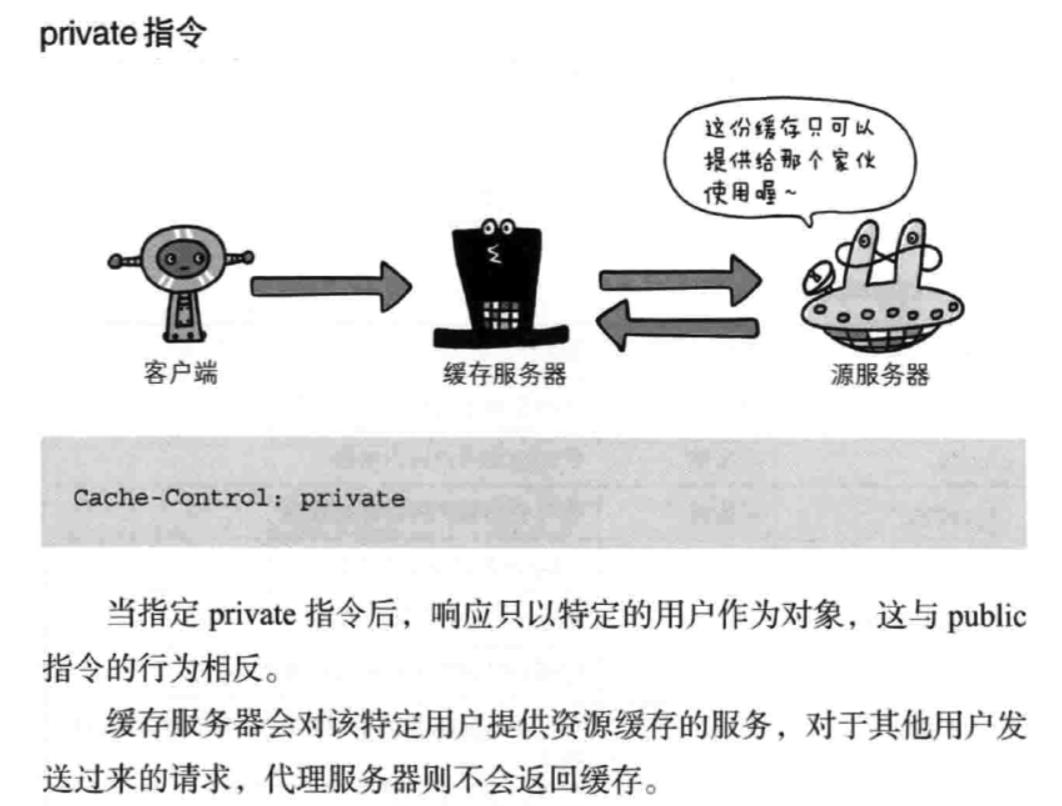 private 指令
这份缓存只可以
提供给那个家伙
使用喔~
客户端
缓存服务器
源服务器
Cache-Control: private
当指定 private 指令后，响应只以特定的用户作为对象，这与 public
指令的行为相反。
缓存服务器会对该特定用户提供资源缓存的服务，对于其他用户发
送过来的请求，代理服务器则不会返回缓存。